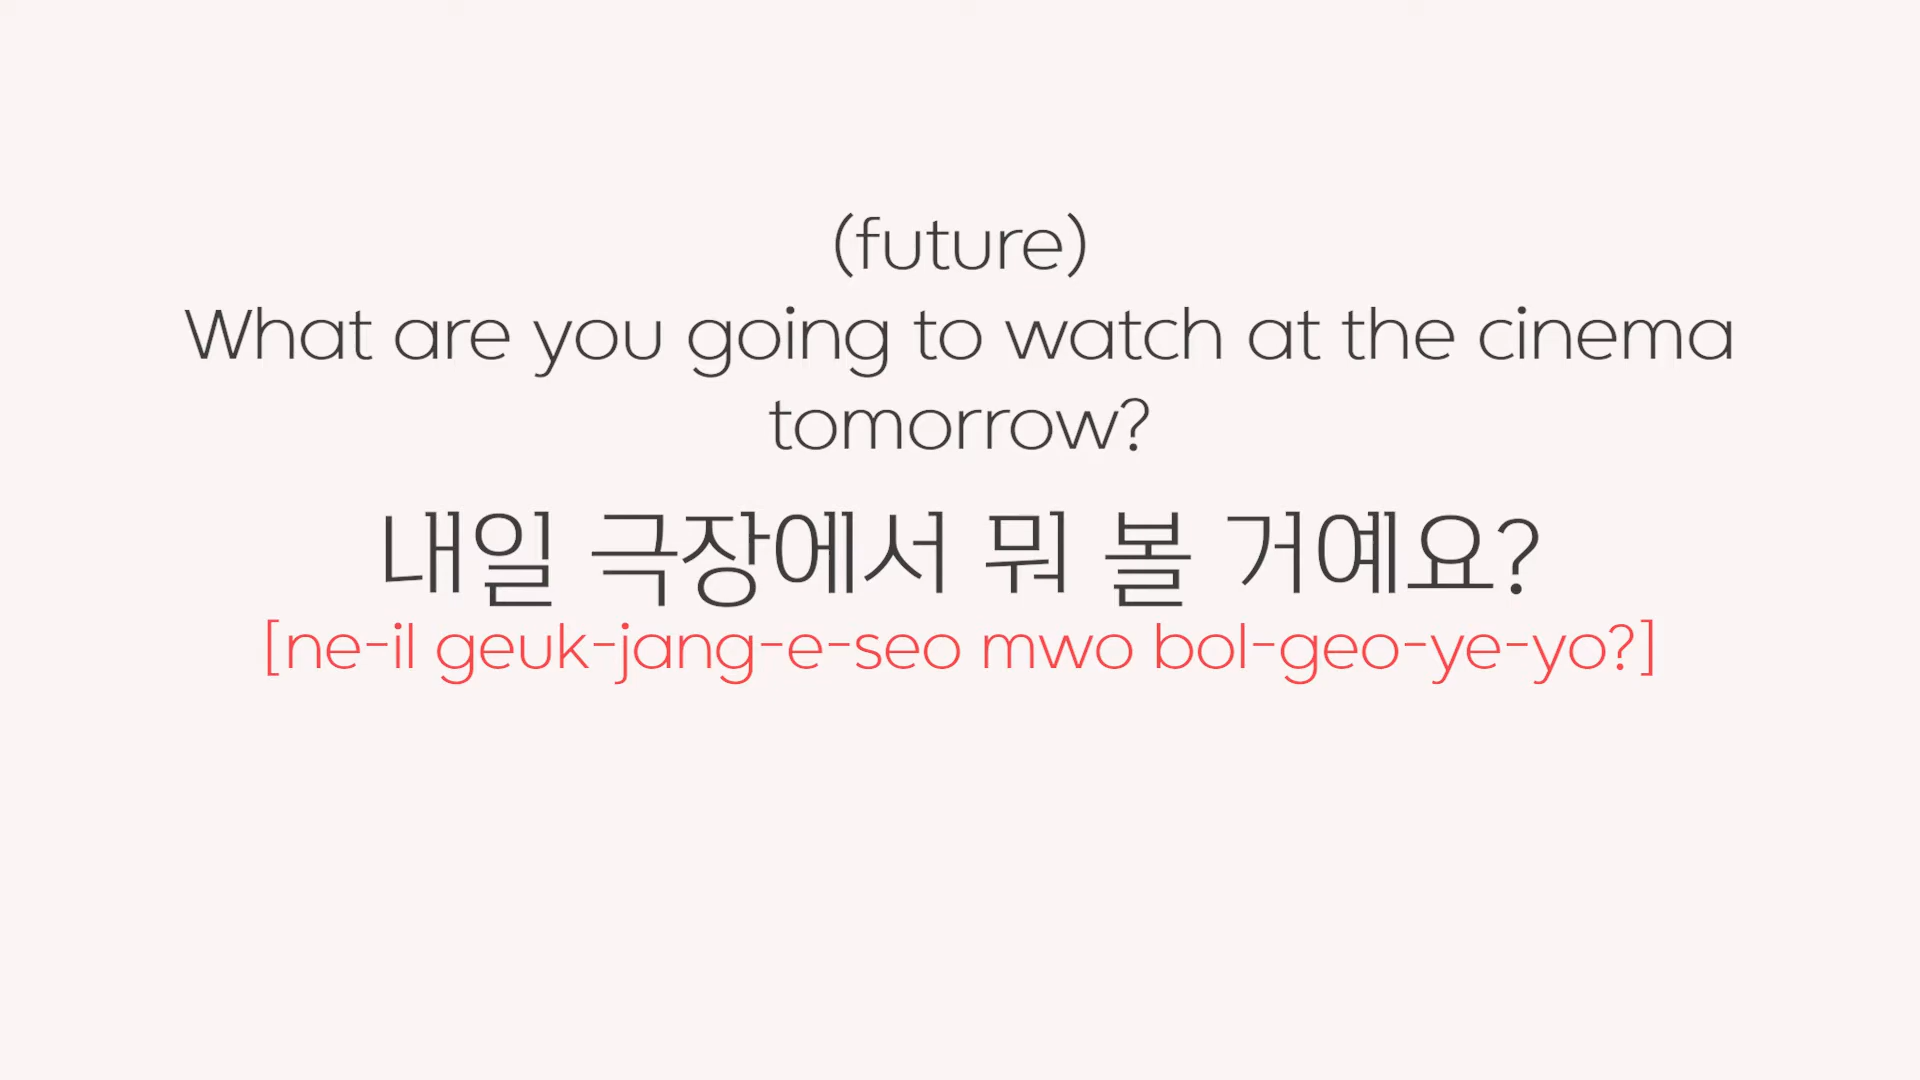 (future)
What are you going to watch at the cinema
tomorrow?
내일 극장에서 뭐 볼 거예요?
[ne-il geuk-jang-e-seo mwo bol-geo-ye-yo?]